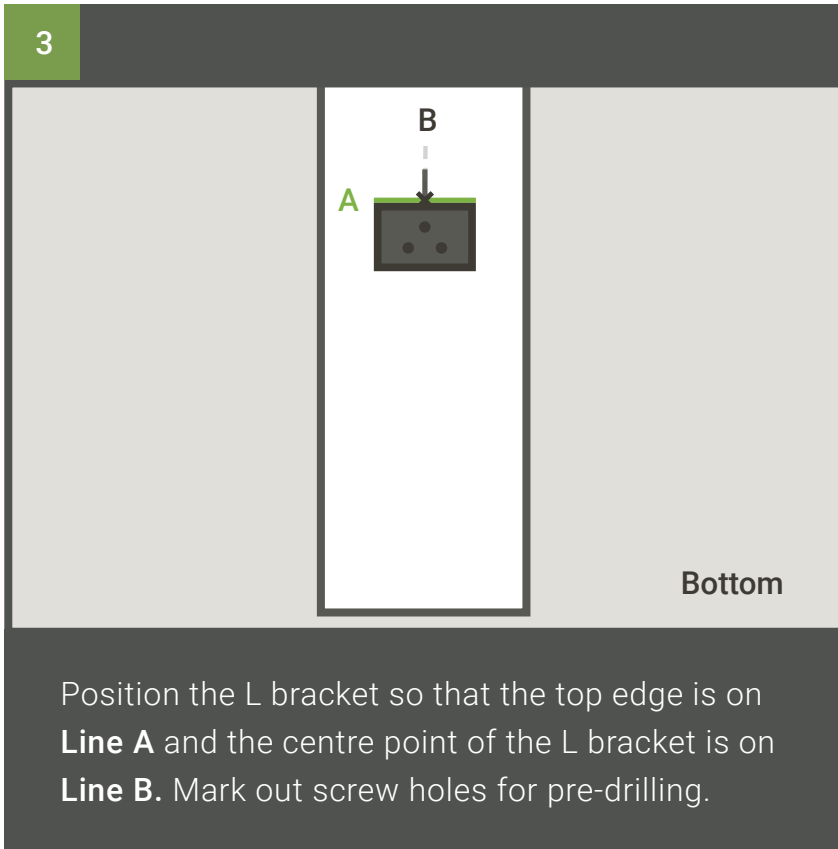 3
B
A
Bottom
Position the L bracket so that the top edge is on
Line A and the centre point of the L bracket is on
Line B. Mark out screw holes for pre-drilling.